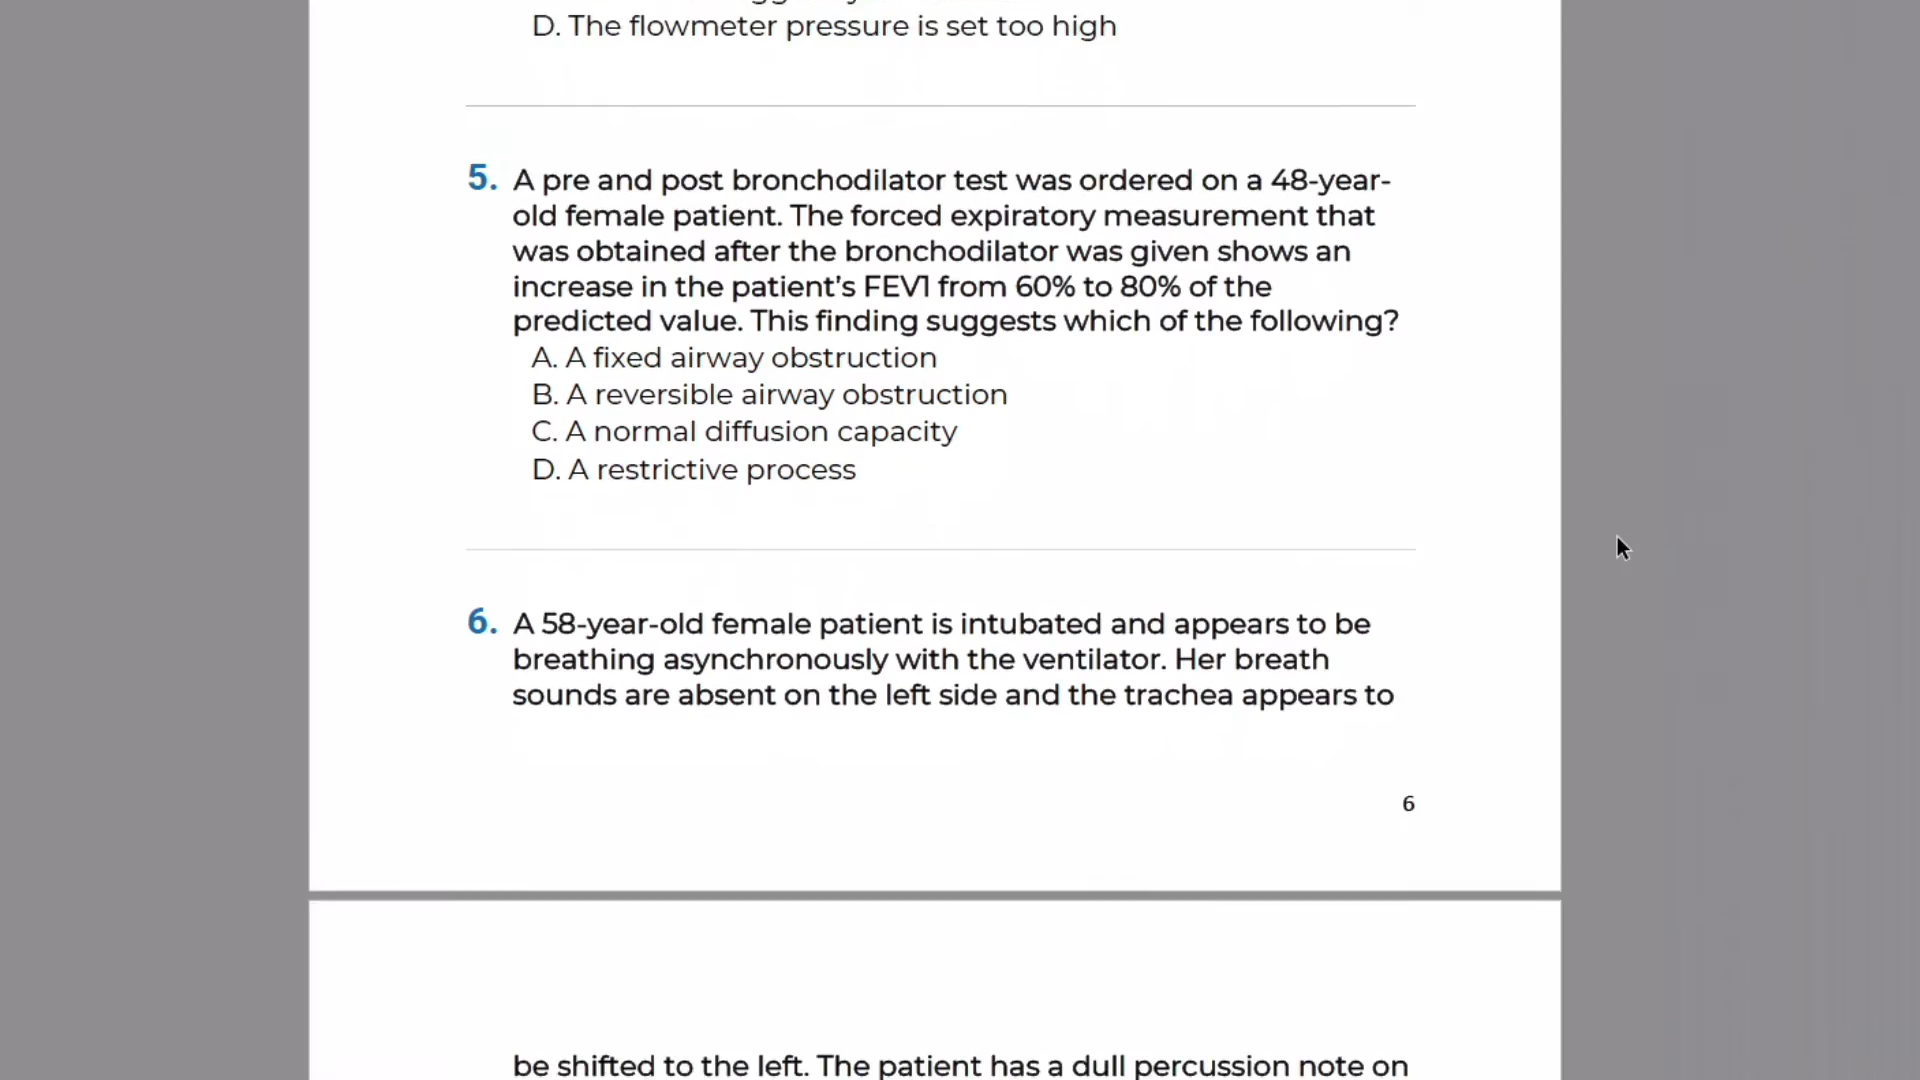 D. The flowmeter pressure is set too high
5. A pre and post bronchodilator test was ordered on a 48-year-
old female patient. The forced expiratory measurement that
was obtained after the bronchodilator was given shows an
increase in the patient's FEV1 from 60% to 80% of the
predicted value. This finding suggests which of the following?
A. A fixed airway obstruction
B. A reversible airway obstruction
C. A normal diffusion capacity
D. A restrictive process
6. A 58-year-old female patient is intubated and appears to be
breathing asynchronously with the ventilator. Her breath
sounds are absent on the left side and the trachea appears to
6
be shifted to the left. The patient has a dull percussion note on